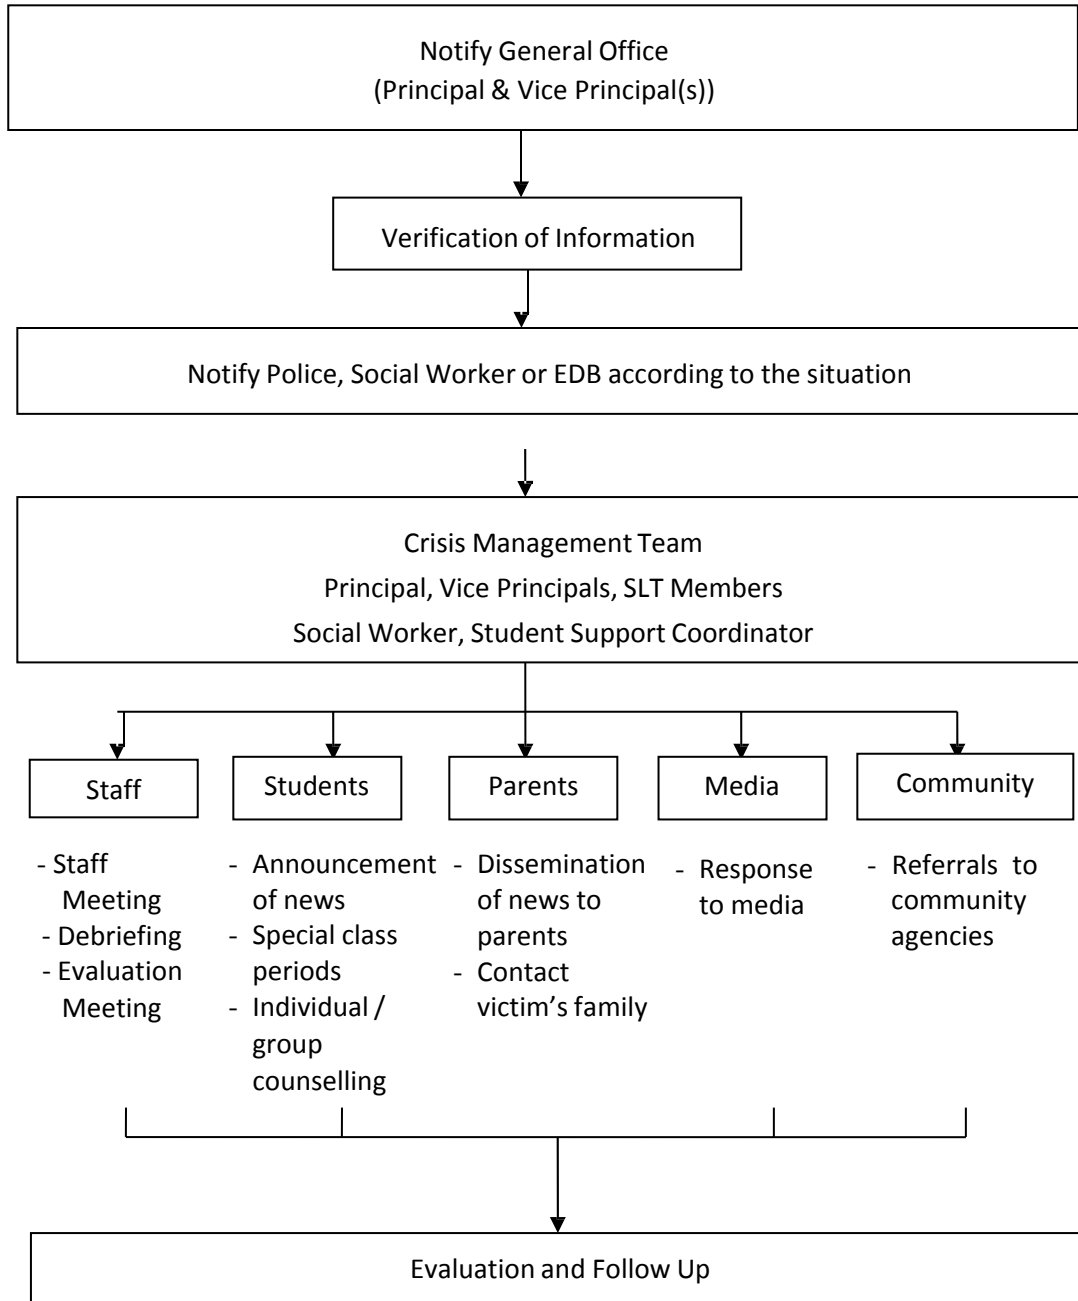 Notify General Office
(Principal & Vice Principal(s))
Verification of Information
Notify Police, Social Worker or EDB according to the situation
Crisis Management Team
Principal, Vice Principals, SLT Members
Social Worker, Student Support Coordinator
Staff
- Staff
Meeting
- Debriefing
- Evaluation
Meeting
Students
- Announcement
of news
- Special class
periods
- Individual /
group
counselling
Parents
- Dissemination
of news to
parents
- Contact
victim's family
Media
- Response
to media
Community
- Referrals to
community
agencies
Evaluation and Follow Up